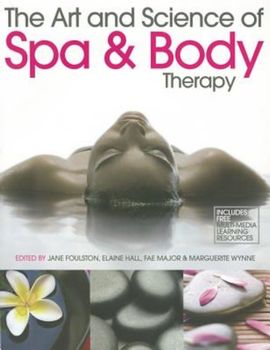 The Art and Science of
Spa & Body
Therapy
INCLUDES
FREE
MULTI-MEDIA
LEARNING
RESOURCES
EDITED BY JANE FOULSTON, ELAINE HALL, FAE MAJOR & MARGUERITE WYNNE